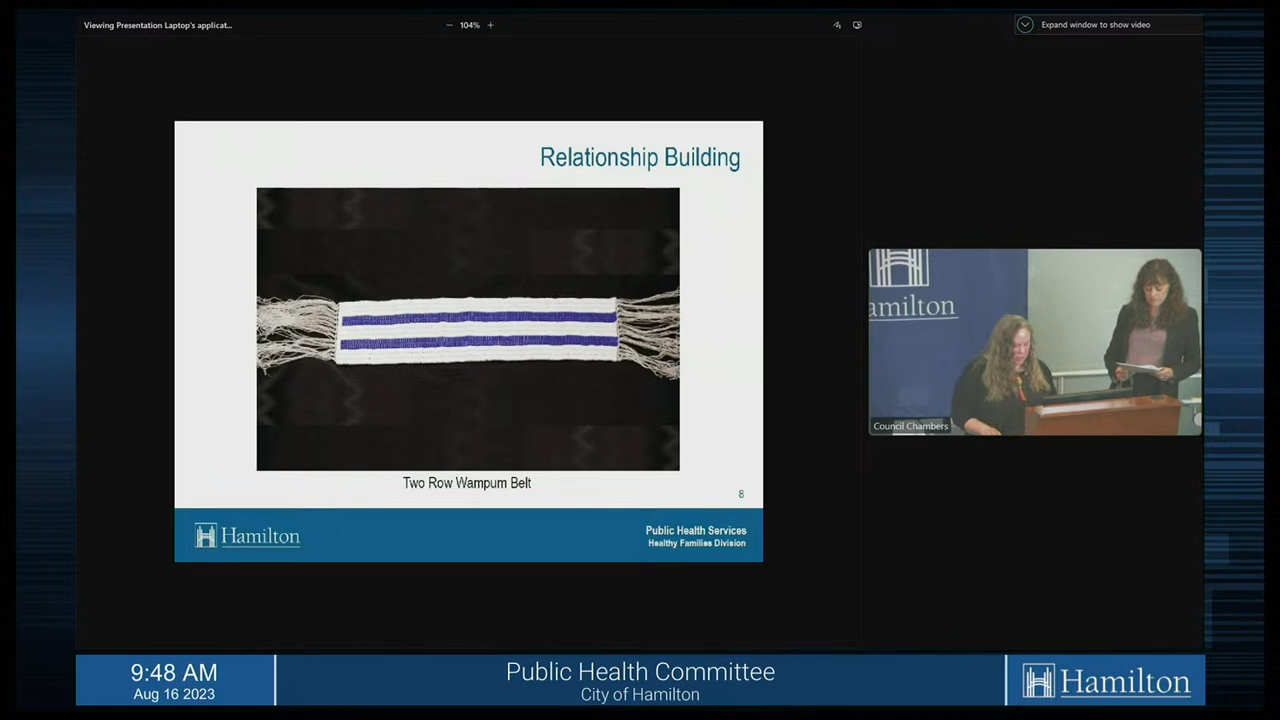 Viewing Presentation Laptop's applicat...
104%
Expand window to show video
Relationship Building
Two Row Wampum Belt
8
Hamilton
Public Health Services
Healthy Families Division
amilton
Council Chambers
9:48 AM
Aug 16 2023
Public Health Committee
City of Hamilton
Hamilton